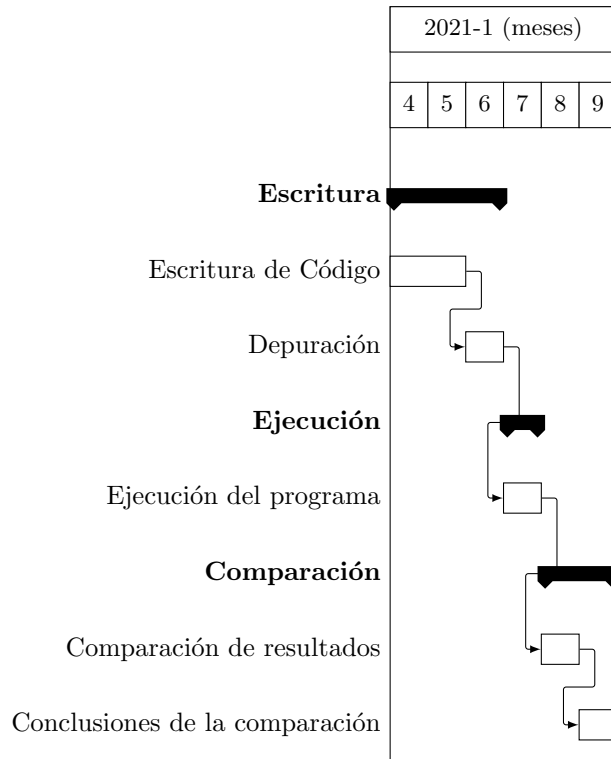 2021-1 (meses)
4 5 6 7 8 9
Escritura
Escritura de Código
Depuración
Ejecución
Ejecución del programa
Comparación
Comparación de resultados
Conclusiones de la comparación